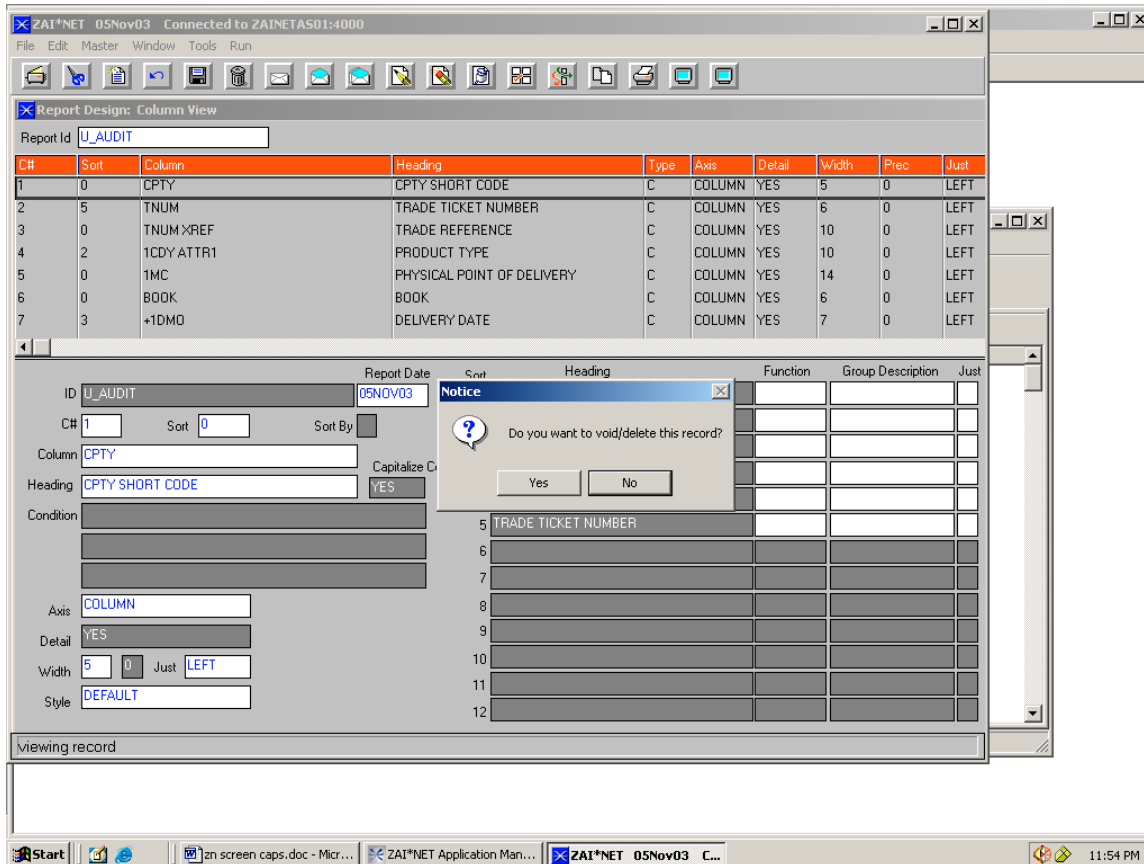 ZAI*NET 05Nov03 Connected to ZAINETAS01:4000
File Edit Master Window Tools Run
Report Design: Column View
Report Id U_AUDIT
C# Sort Column Heading Type Axis Detail Width Prec Just
1 0 CPTY CPTY SHORT CODE C COLUMN YES 5 0 LEFT
2 5 TNUM TRADE TICKET NUMBER C COLUMN YES 6 0 LEFT
3 0 TNUM XREF TRADE REFERENCE C COLUMN YES 10 0 LEFT
4 2 1CDY ATTR1 PRODUCT TYPE C COLUMN YES 10 0 LEFT
5 0 1MC PHYSICAL POINT OF DELIVERY C COLUMN YES 14 0 LEFT
6 0 BOOK BOOK C COLUMN YES 6 0 LEFT
7 3 +1DMO DELIVERY DATE C COLUMN YES 7 0 LEFT
Report Date Sort Heading Function Group Description Just
ID U_AUDIT 05NOV03
Notice
Do you want to void/delete this record?
Yes No
C# 1 Sort 0 Sort By
Column CPTY
Capitalize C
Heading CPTY SHORT CODE YES
Condition
5 TRADE TICKET NUMBER
6
7
8
9
10
11
12
Axis COLUMN
Detail YES
Width 5 0 Just LEFT
Style DEFAULT
viewing record
Start zn screen caps.doc - Micr... ZAI*NET Application Man... ZAI*NET 05Nov03 C... 11:54 PM